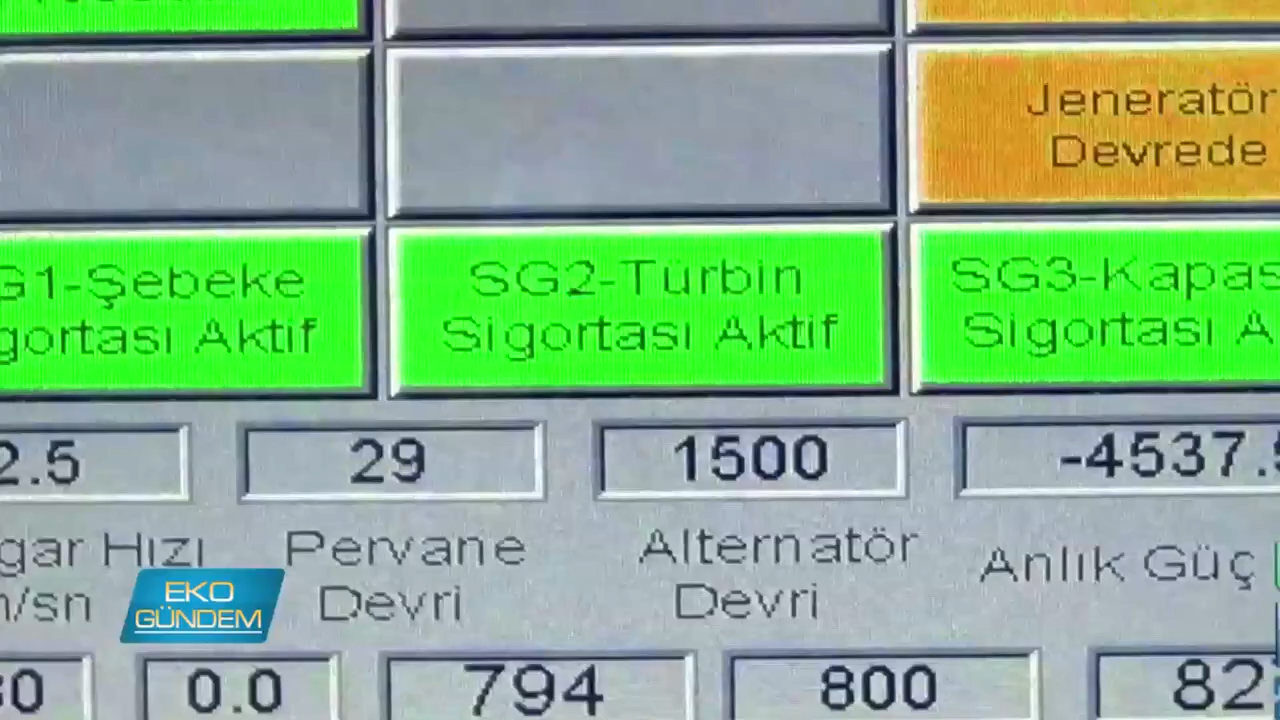 Jeneratör
Devrede
G1-Şebeke
gortası Aktif
SG2-Türbin
Sigortası Aktif
SG3-Kapas
Sigortası A
2.5
29
1500
-4537.
gar Hızı
/sn
Pervane
Devri
Alternatör
Devri
Anlık Güç
EKO
GÜNDEM
0
0.0
794
800
82